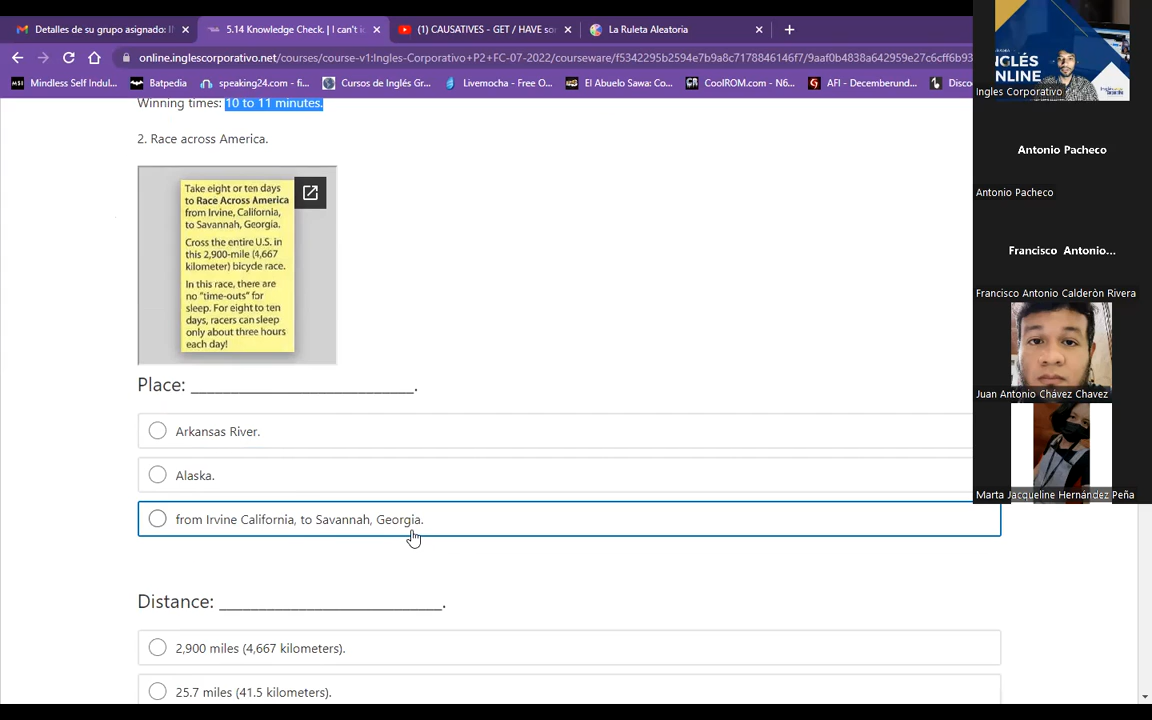 Detalles de su grupo asignado: I
5.14 Knowledge Check. | I can't i
(1) CAUSATIVES - GET / HAVE so
La Ruleta Aleatoria
online.inglescorporativo.net/courses/course-v1:Ingles-Corporativo+P2+FC-07-2022/courseware/f5342295b2594e7b9a8c7178846146f7/9aaf0b4838a642959e27c6cff6b93
Mindless Self Indul...
Batpedia
speaking24.com - fi...
Cursos de Inglés Gr...
Livemocha - Free O...
El Abuelo Sawa: Co...
CoolROM.com - N6...
AFI - Decemberund...
Disco
Winning times: 10 to 11 minutes.
2. Race across America.
Take eight or ten days
to Race Across America
from Irvine, California,
to Savannah, Georgia.
Cross the entire U.S. in
this 2,900-mile (4,667
kilometer) bicycle race.
In this race, there are
no "time-outs" for
sleep. For eight to ten
days, racers can sleep
only about three hours
each day!
Place: ___________________________.
Arkansas River.
Alaska.
from Irvine California, to Savannah, Georgia.
Distance: ___________________________.
2,900 miles (4,667 kilometers).
25.7 miles (41.5 kilometers).
INGLÉS
ONLINE
Ingles Corporativo
Antonio Pacheco
Antonio Pacheco
Francisco Antonio...
Francisco Antonio Calderòn Rivera
Juan Antonio Chávez Chavez
Marta Jacqueline Hernández Peña